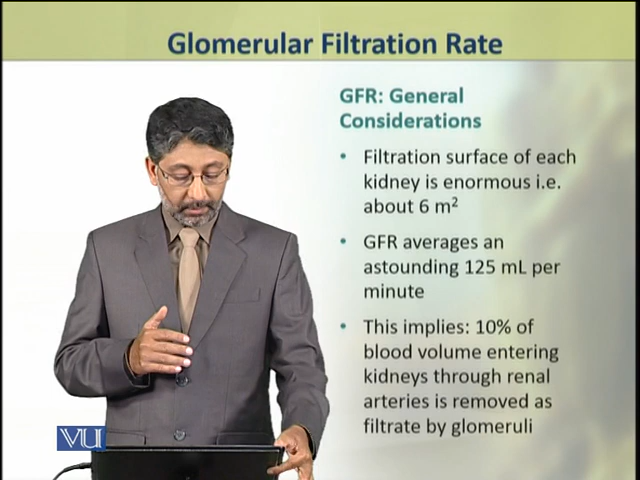 Glomerular Filtration Rate
GFR: General
Considerations
• Filtration surface of each
kidney is enormous i.e.
about 6 m²
• GFR averages an
astounding 125 mL per
minute
• This implies: 10% of
blood volume entering
kidneys through renal
arteries is removed as
filtrate by glomeruli
VU